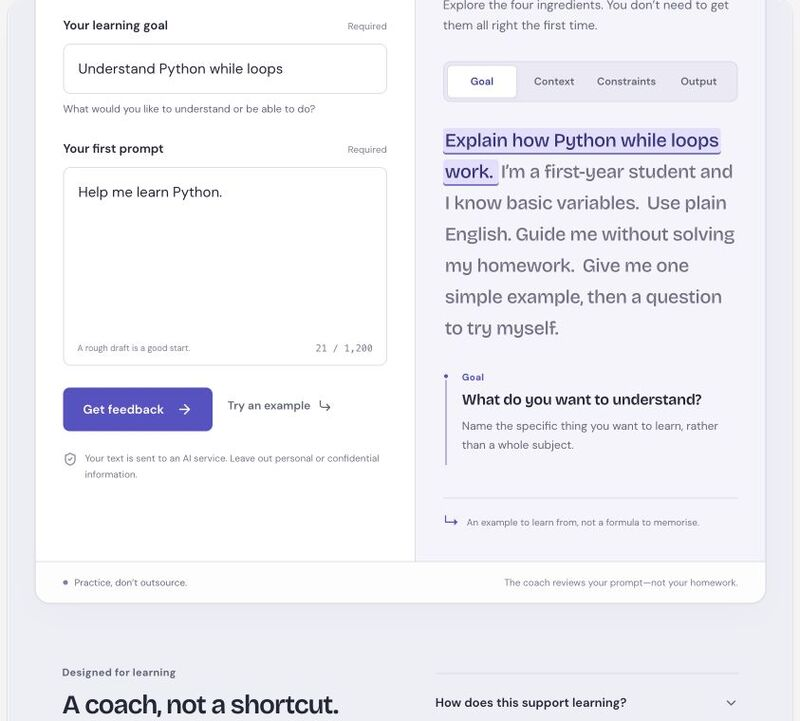 Explore the four ingredients. You don’t need to get
them all right the first time.
Your learning goal
Required
Understand Python while loops
What would you like to understand or be able to do?
Your first prompt
Required
Help me learn Python.
A rough draft is a good start.
21 / 1,200
Get feedback →
Try an example ↳
Your text is sent to an AI service. Leave out personal or confidential
information.
Goal
Context
Constraints
Output
Explain how Python while loops
work. I’m a first-year student and
I know basic variables. Use plain
English. Guide me without solving
my homework. Give me one
simple example, then a question
to try myself.
Goal
What do you want to understand?
Name the specific thing you want to learn, rather
than a whole subject.
An example to learn from, not a formula to memorise.
Practice, don’t outsource.
The coach reviews your prompt—not your homework.
Designed for learning
A coach, not a shortcut.
How does this support learning?